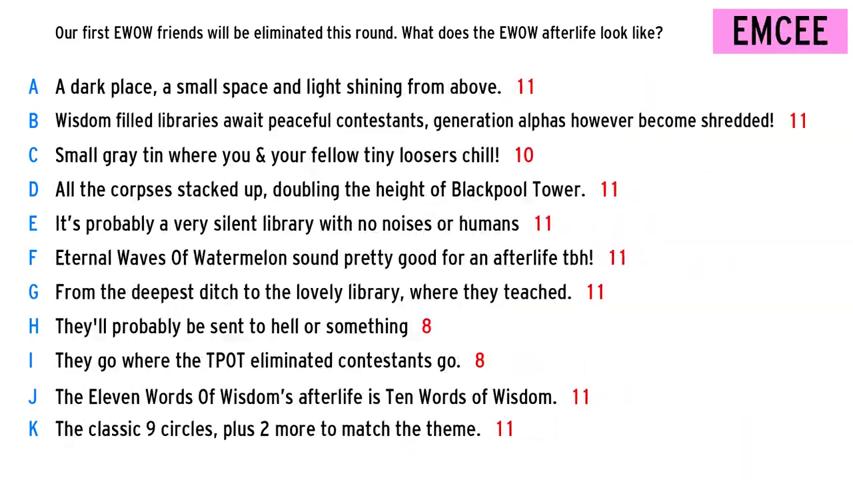 Our first EWOW friends will be eliminated this round. What does the EWOW afterlife look like?
EMCEE
A A dark place, a small space and light shining from above. 11
B Wisdom filled libraries await peaceful contestants, generation alphas however become shredded! 11
C Small gray tin where you & your fellow tiny loosers chill! 10
D All the corpses stacked up, doubling the height of Blackpool Tower. 11
E It's probably a very silent library with no noises or humans 11
F Eternal Waves Of Watermelon sound pretty good for an afterlife tbh! 11
G From the deepest ditch to the lovely library, where they teached. 11
H They'll probably be sent to hell or something 8
I They go where the TPOT eliminated contestants go. 8
J The Eleven Words Of Wisdom's afterlife is Ten Words of Wisdom. 11
K The classic 9 circles, plus 2 more to match the theme. 11